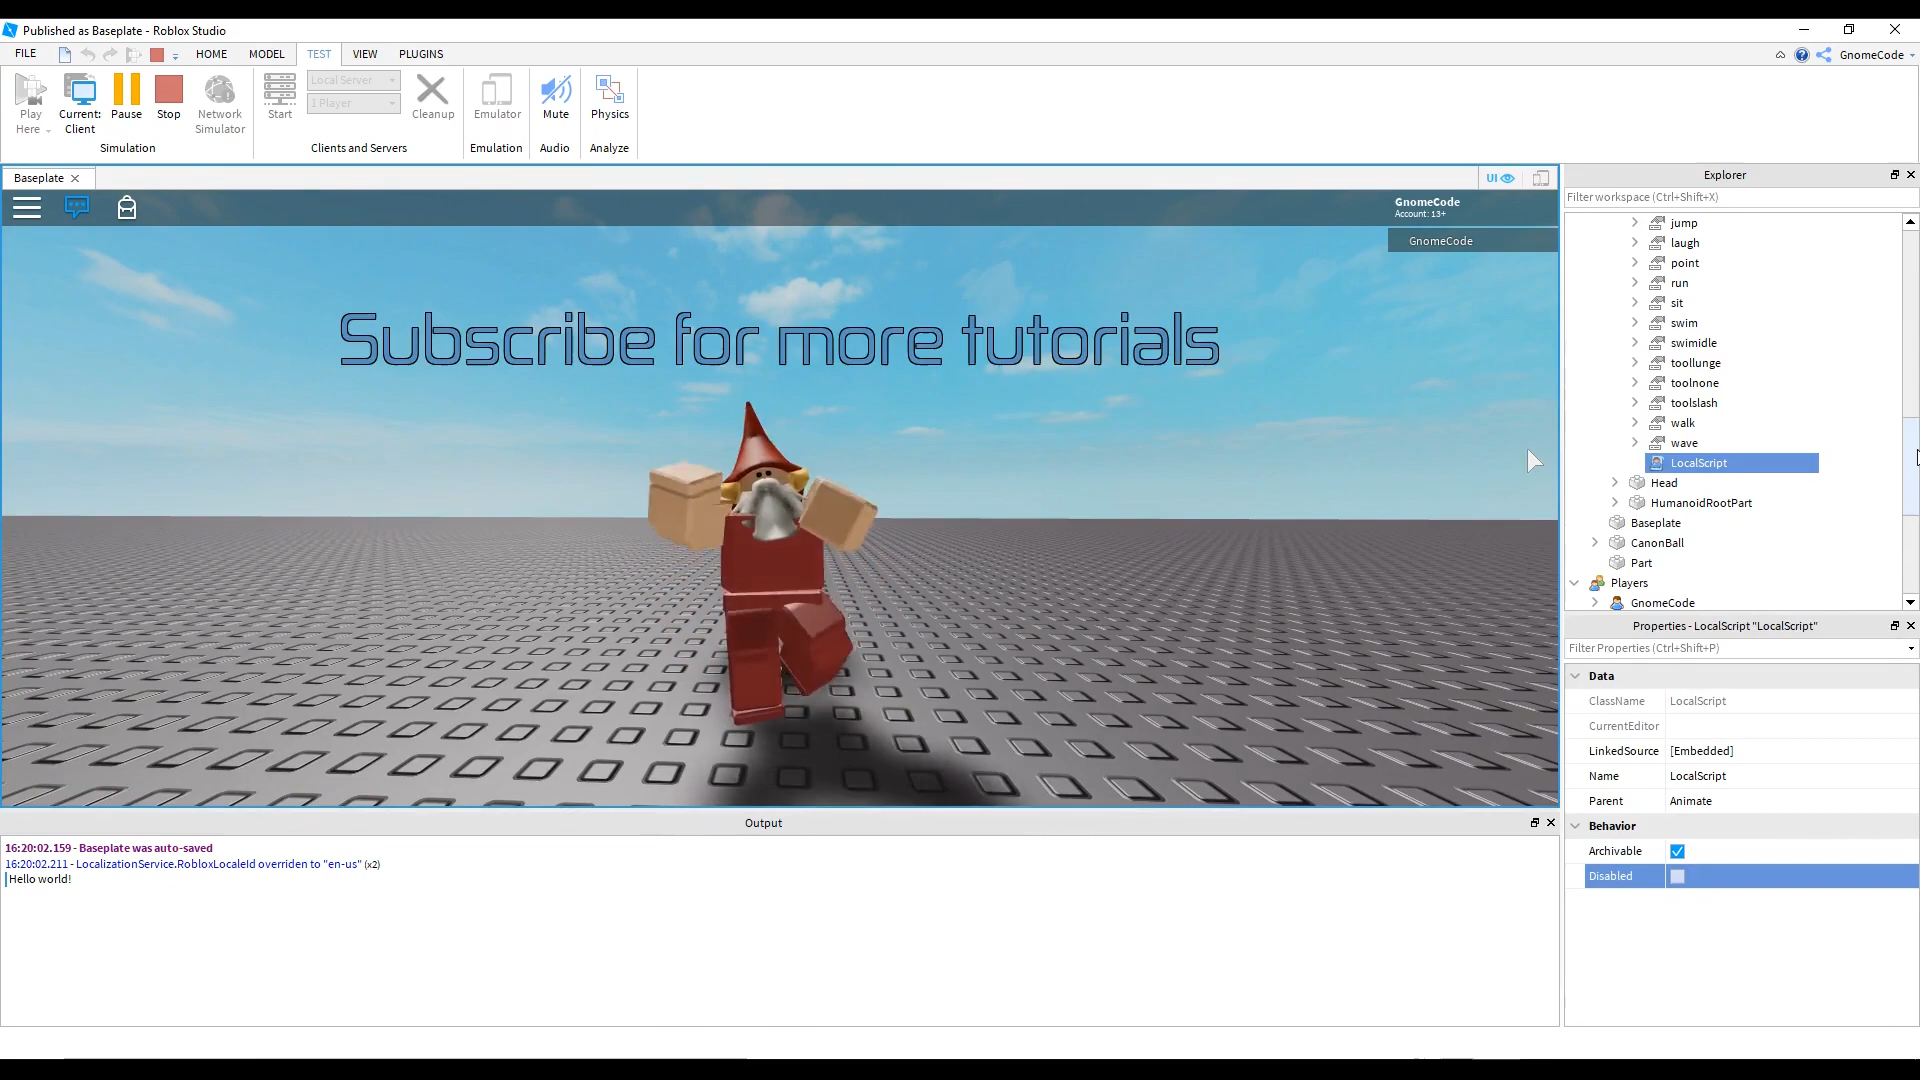 Published as Baseplate - Roblox Studio
FILE HOME MODEL TEST VIEW PLUGINS GnomeCode
Play Here Current: Client Pause Stop Network Simulator Start Local Server 1 Player Cleanup Emulator Mute Physics
Simulation Clients and Servers Emulation Audio Analyze
Baseplate UI
GnomeCode
Account: 13+
GnomeCode
Subscribe for more tutorials
Explorer
Filter workspace (Ctrl+Shift+X)
jump
laugh
point
run
sit
swim
swimidle
toollunge
toolnone
toolslash
walk
wave
LocalScript
Head
HumanoidRootPart
Baseplate
CanonBall
Part
Players
GnomeCode
Properties - LocalScript "LocalScript"
Filter Properties (Ctrl+Shift+P)
Data
ClassName LocalScript
CurrentEditor
LinkedSource [Embedded]
Name LocalScript
Parent Animate
Behavior
Archivable
Disabled
Output
16:20:02.159 - Baseplate was auto-saved
16:20:02.211 - LocalizationService.RobloxLocaleId overriden to "en-us" (x2)
Hello world!